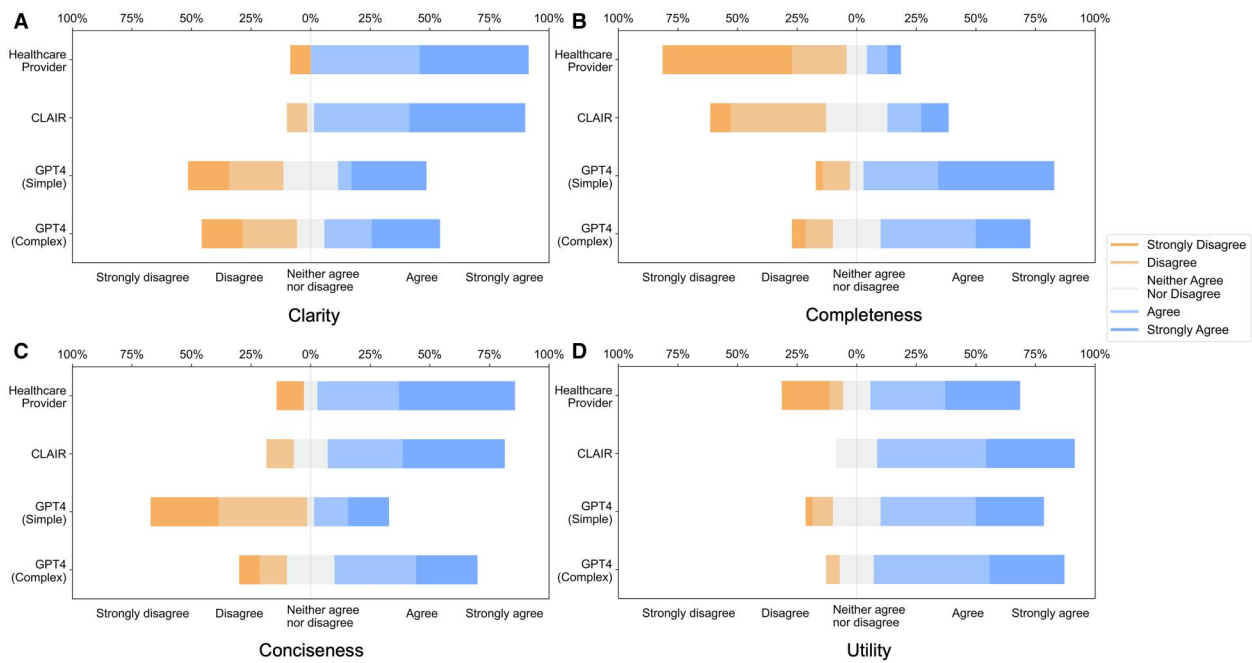 A
100% 75% 50% 25% 0% 25% 50% 75% 100%
Healthcare
Provider
CLAIR
GPT4
(Simple)
GPT4
(Complex)
Strongly disagree Disagree Neither agree Agree Strongly agree
nor disagree
Clarity
B
100% 75% 50% 25% 0% 25% 50% 75% 100%
Healthcare
Provider
CLAIR
GPT4
(Simple)
GPT4
(Complex)
Strongly disagree Disagree Neither agree Agree Strongly agree
nor disagree
Completeness
Strongly Disagree
Disagree
Neither Agree
Nor Disagree
Agree
Strongly Agree
C
100% 75% 50% 25% 0% 25% 50% 75% 100%
Healthcare
Provider
CLAIR
GPT4
(Simple)
GPT4
(Complex)
Strongly disagree Disagree Neither agree Agree Strongly agree
nor disagree
Conciseness
D
100% 75% 50% 25% 0% 25% 50% 75% 100%
Healthcare
Provider
CLAIR
GPT4
(Simple)
GPT4
(Complex)
Strongly disagree Disagree Neither agree Agree Strongly agree
nor disagree
Utility